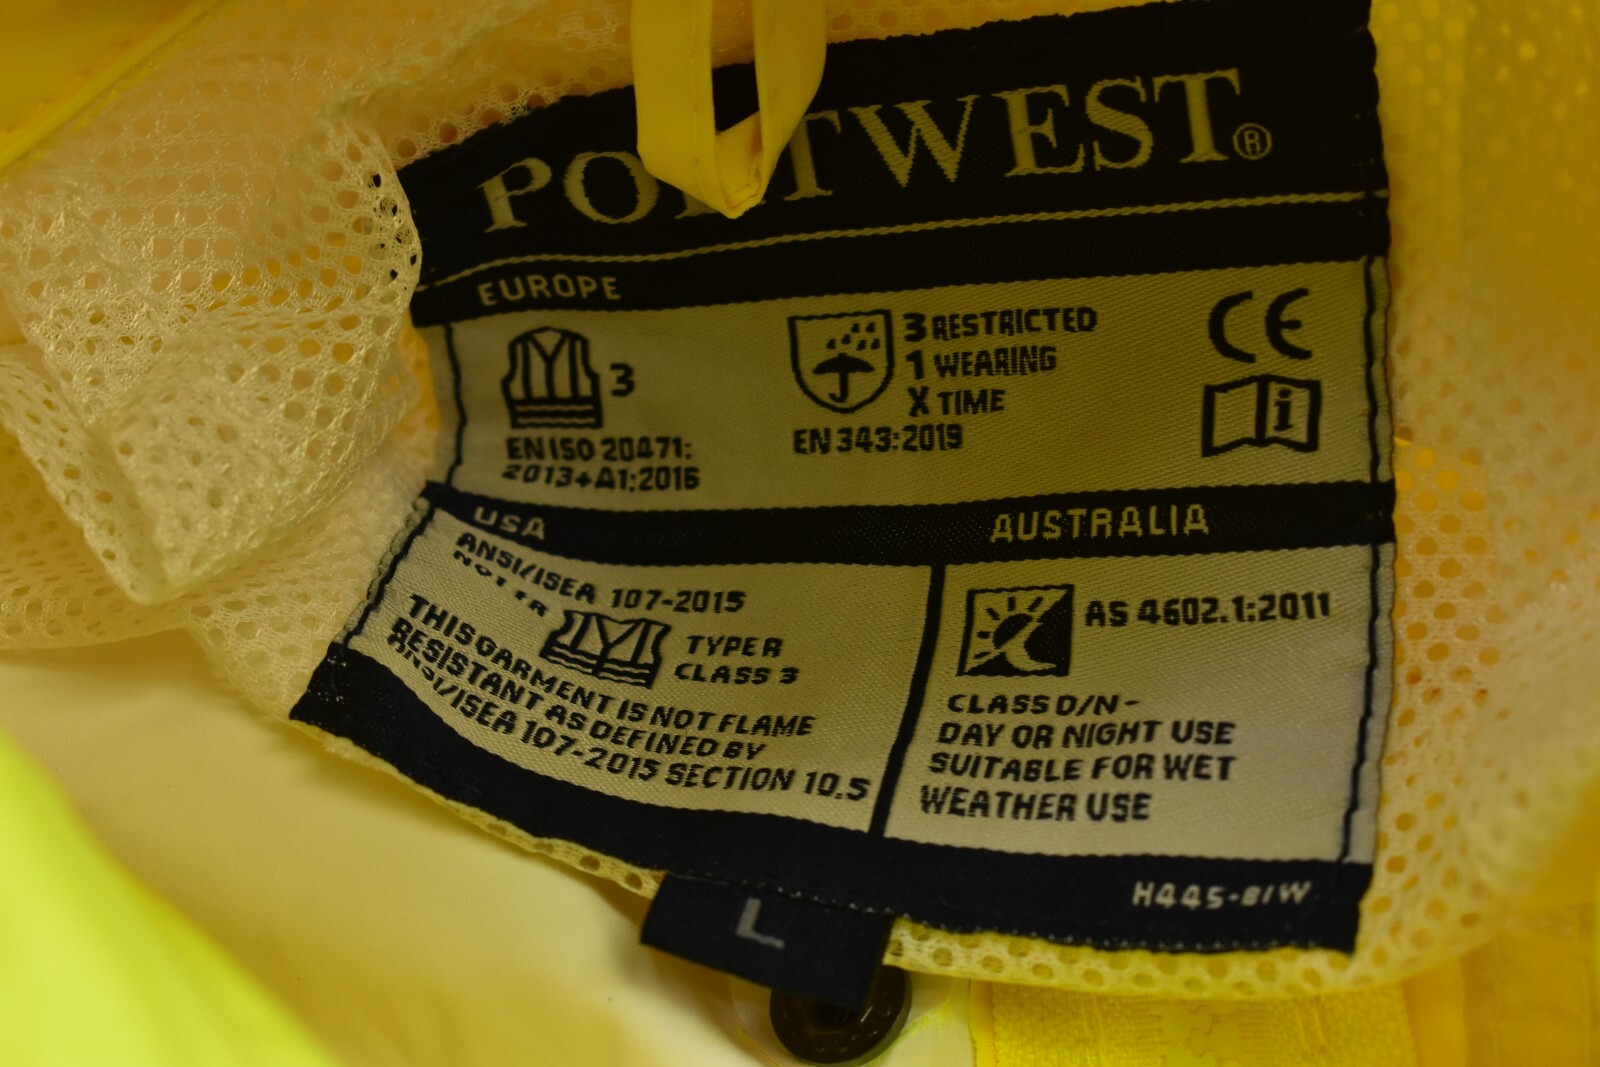 PORTWEST®
EUROPE
3
EN ISO 20471:
2013+A1:2016
3 RESTRICTED
1 WEARING
X TIME
EN 343:2019
CE
i
USA
ANSI/ISEA 107-2015
NOT FR
TYPE R
CLASS 3
THIS GARMENT IS NOT FLAME
RESISTANT AS DEFINED BY
ANSI/ISEA 107-2015 SECTION 10.5
AUSTRALIA
AS 4602.1:2011
CLASS D/N -
DAY OR NIGHT USE
SUITABLE FOR WET
WEATHER USE
L